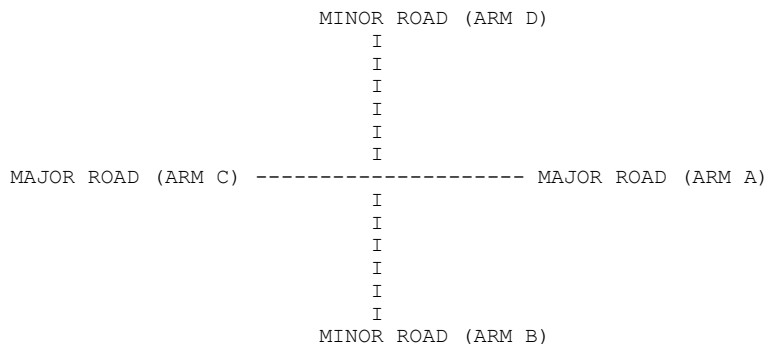 MINOR ROAD (ARM D)
I
I
I
I
I
I
MAJOR ROAD (ARM C) --------------------- MAJOR ROAD (ARM A)
I
I
I
I
I
I
MINOR ROAD (ARM B)